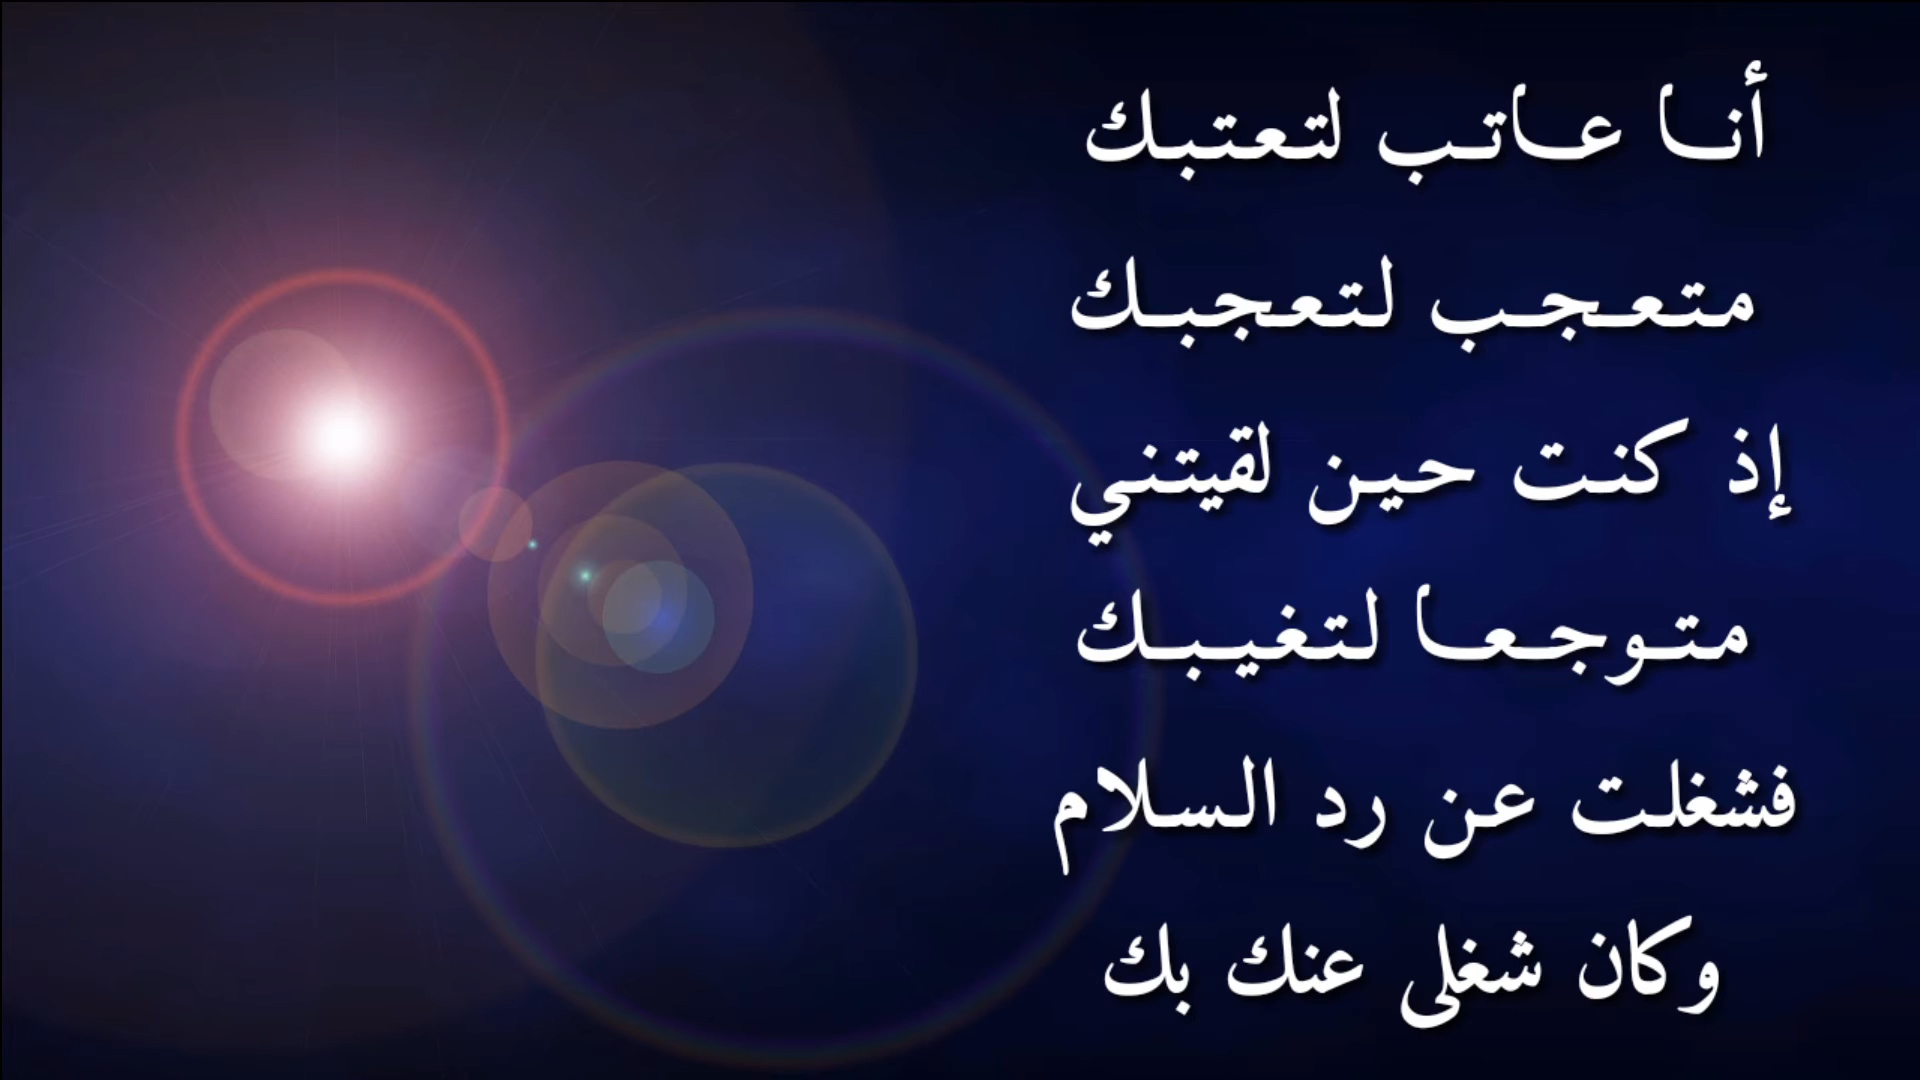 أنا عاتب لتعتبك
متعجب لتعجبك
إذ كنت حين لقيتني
متوجعا لتغيبك
فشغلت عن رد السلام
وكان شغلى عنك بك